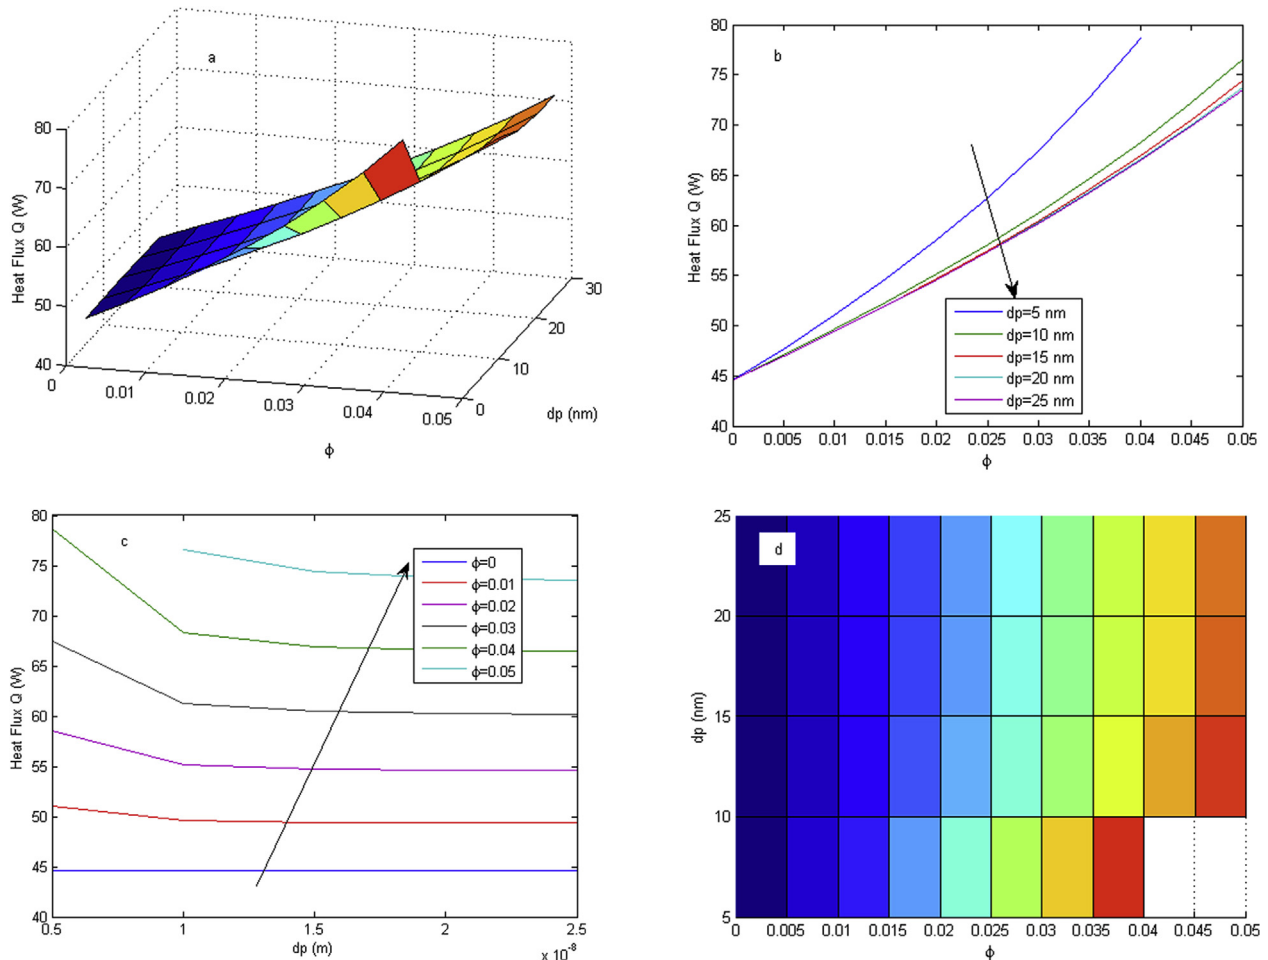 a
80
70
60
50
40
Heat Flux Q (W)
0
0.01
0.02
0.03
0.04
0.05
ϕ
0
10
20
30
dp (nm)
b
80
75
70
65
60
55
50
45
40
Heat Flux Q (W)
dp=5 nm
dp=10 nm
dp=15 nm
dp=20 nm
dp=25 nm
0 0.005 0.01 0.015 0.02 0.025 0.03 0.035 0.04 0.045 0.05
ϕ
c
80
75
70
65
60
55
50
45
40
Heat Flux Q (W)
ϕ=0
ϕ=0.01
ϕ=0.02
ϕ=0.03
ϕ=0.04
ϕ=0.05
0.5 1 1.5 2 2.5
dp (m)
x 10⁻⁸
d
25
20
15
10
5
dp (nm)
0 0.005 0.01 0.015 0.02 0.025 0.03 0.035 0.04 0.045 0.05
ϕ